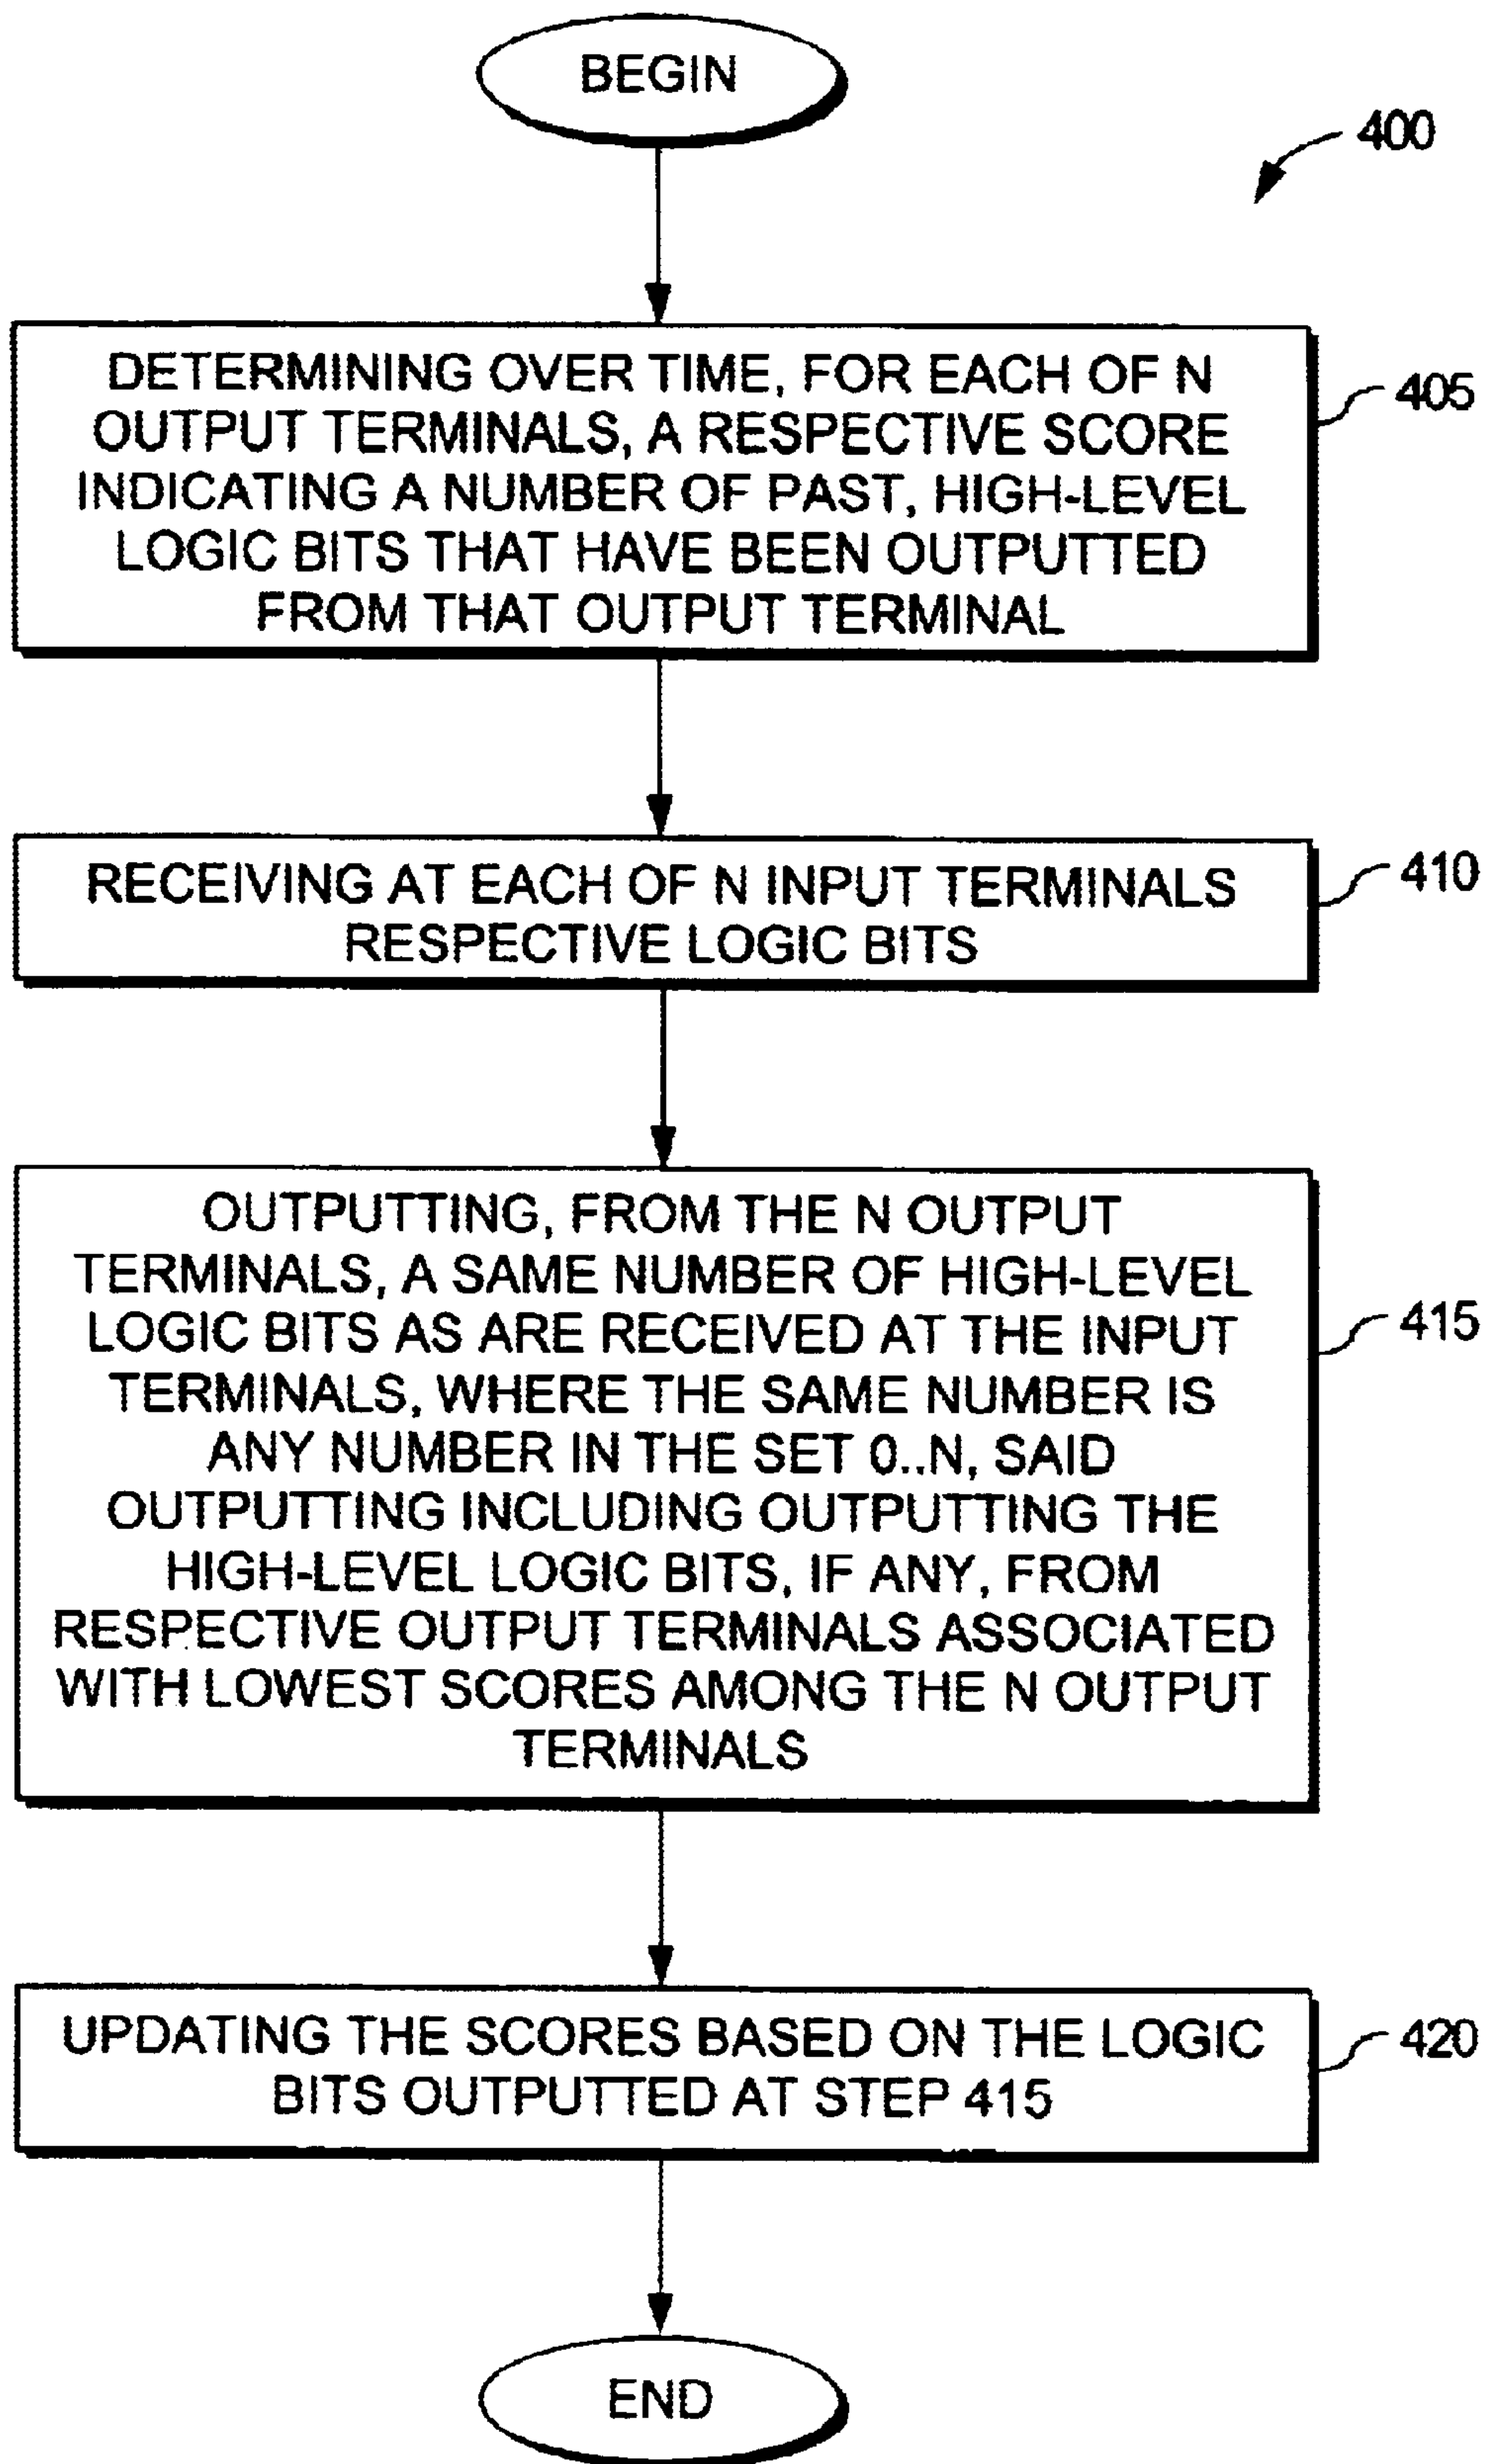 BEGIN
400
DETERMINING OVER TIME, FOR EACH OF N
OUTPUT TERMINALS, A RESPECTIVE SCORE
INDICATING A NUMBER OF PAST, HIGH-LEVEL
LOGIC BITS THAT HAVE BEEN OUTPUTTED
FROM THAT OUTPUT TERMINAL
405
RECEIVING AT EACH OF N INPUT TERMINALS
RESPECTIVE LOGIC BITS
410
OUTPUTTING, FROM THE N OUTPUT
TERMINALS, A SAME NUMBER OF HIGH-LEVEL
LOGIC BITS AS ARE RECEIVED AT THE INPUT
TERMINALS, WHERE THE SAME NUMBER IS
ANY NUMBER IN THE SET 0..N, SAID
OUTPUTTING INCLUDING OUTPUTTING THE
HIGH-LEVEL LOGIC BITS, IF ANY, FROM
RESPECTIVE OUTPUT TERMINALS ASSOCIATED
WITH LOWEST SCORES AMONG THE N OUTPUT
TERMINALS
415
UPDATING THE SCORES BASED ON THE LOGIC
BITS OUTPUTTED AT STEP 415
420
END